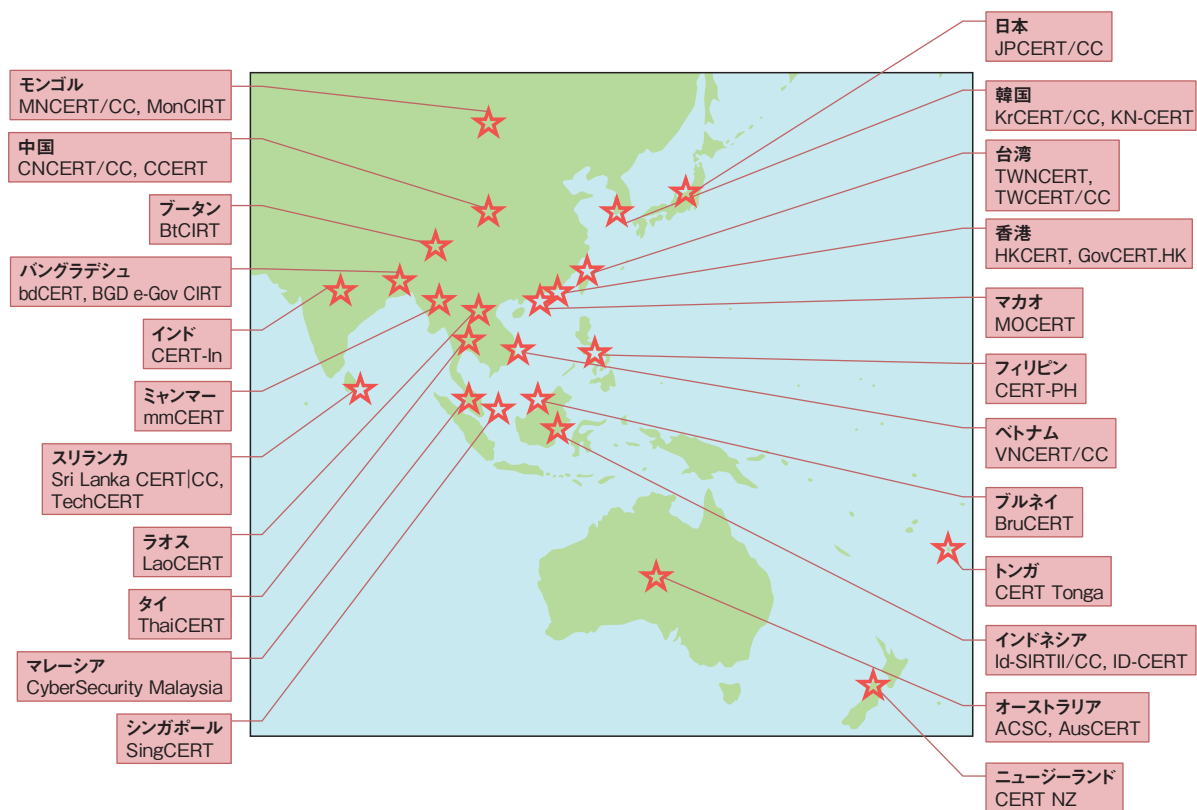 モンゴル
MNCERT/CC, MonCIRT
中国
CNCERT/CC, CCERT
ブータン
BtCIRT
バングラデシュ
bdCERT, BGD e-Gov CIRT
インド
CERT-In
ミャンマー
mmCERT
スリランカ
Sri Lanka CERT|CC,
TechCERT
ラオス
LaoCERT
タイ
ThaiCERT
マレーシア
CyberSecurity Malaysia
シンガポール
SingCERT
日本
JPCERT/CC
韓国
KrCERT/CC, KN-CERT
台湾
TWNCERT,
TWCERT/CC
香港
HKCERT, GovCERT.HK
マカオ
MOCERT
フィリピン
CERT-PH
ベトナム
VNCERT/CC
ブルネイ
BruCERT
トンガ
CERT Tonga
インドネシア
Id-SIRTII/CC, ID-CERT
オーストラリア
ACSC, AusCERT
ニュージーランド
CERT NZ